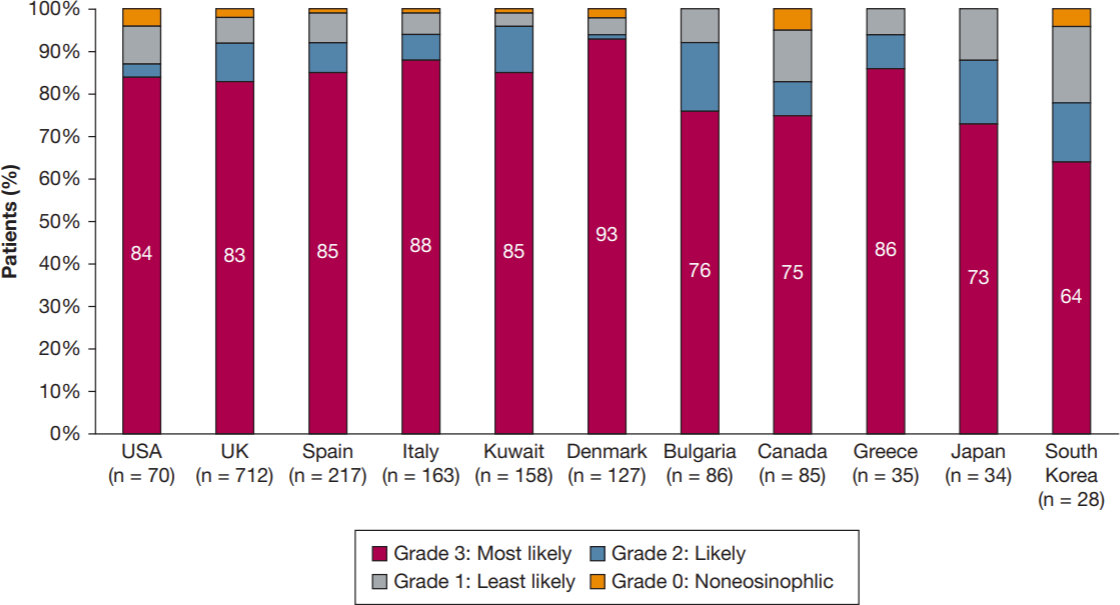 100%
90%
80%
70%
60%
50%
40%
30%
20%
10%
0%
Patients (%)
84
83
85
88
85
93
76
75
86
73
64
USA
(n = 70)
UK
(n = 712)
Spain
(n = 217)
Italy
(n = 163)
Kuwait
(n = 158)
Denmark
(n = 127)
Bulgaria
(n = 86)
Canada
(n = 85)
Greece
(n = 35)
Japan
(n = 34)
South
Korea
(n = 28)
Grade 3: Most likely
Grade 2: Likely
Grade 1: Least likely
Grade 0: Noneosinophlic